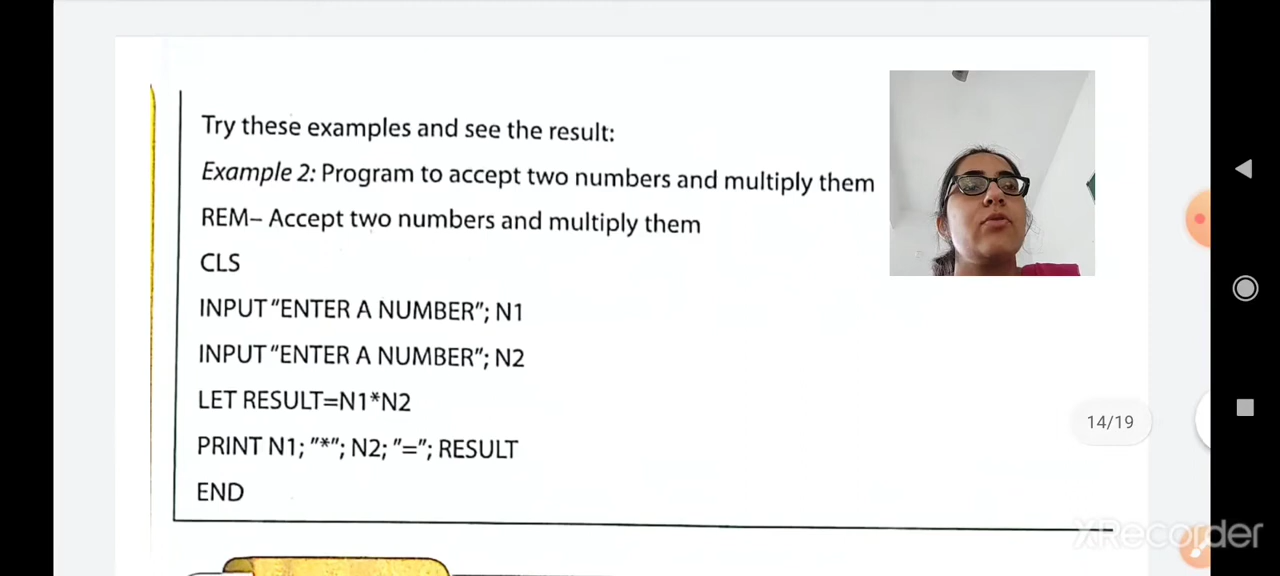 Try these examples and see the result:
Example 2: Program to accept two numbers and multiply them
REM– Accept two numbers and multiply them
CLS
INPUT "ENTER A NUMBER"; N1
INPUT "ENTER A NUMBER"; N2
LET RESULT=N1*N2
PRINT N1; "*"; N2; "="; RESULT
END
14/19
XRecorder